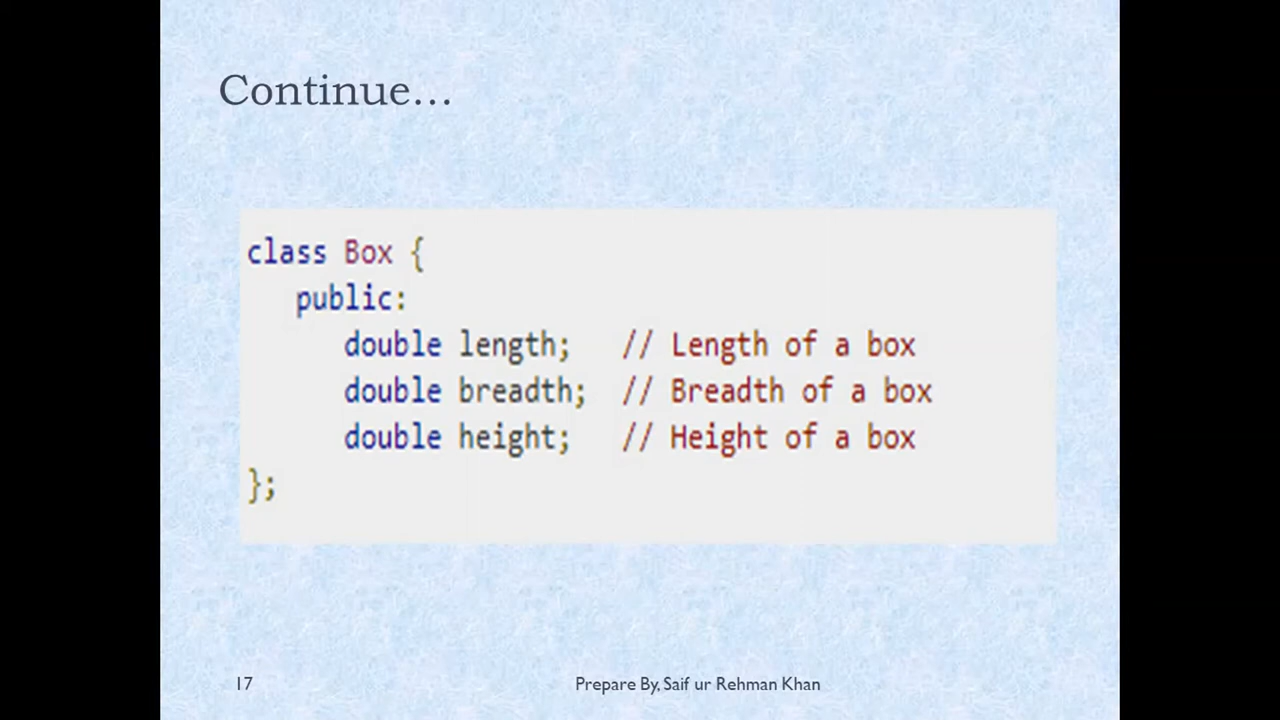 Continue…
class Box {
   public:
      double length;   // Length of a box
      double breadth;  // Breadth of a box
      double height;   // Height of a box
};
17
Prepare By, Saif ur Rehman Khan